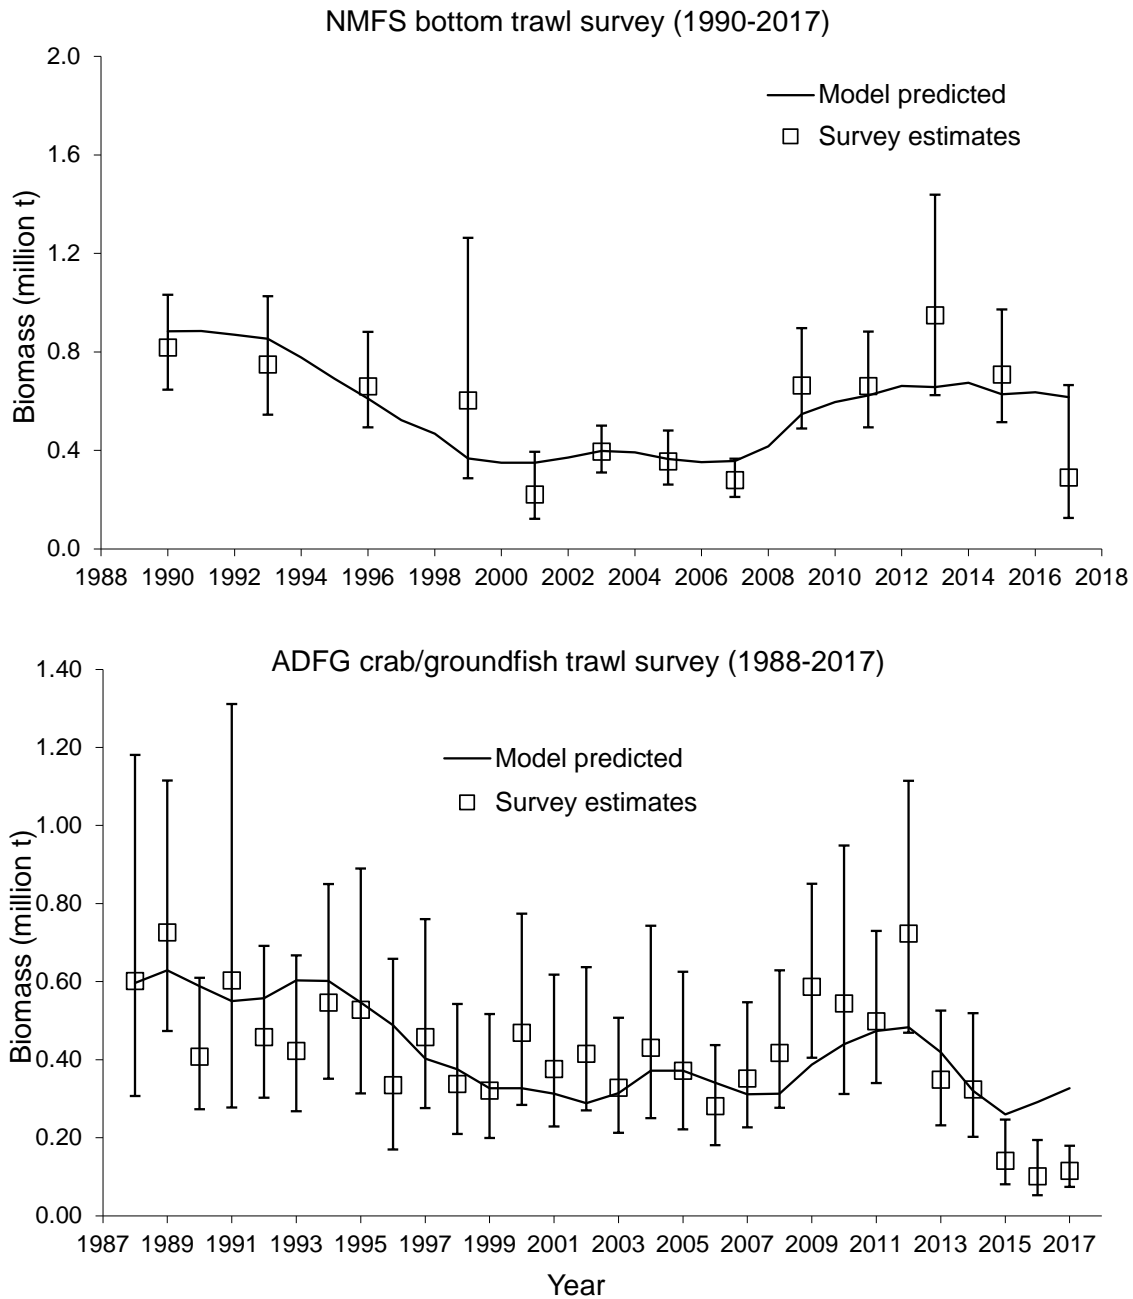 NMFS bottom trawl survey (1990-2017)
2.0
Model predicted
Survey estimates
1.6
1.2
Biomass (million t)
0.8
0.4
0.0
1988 1990 1992 1994 1996 1998 2000 2002 2004 2006 2008 2010 2012 2014 2016 2018
ADFG crab/groundfish trawl survey (1988-2017)
1.40
1.20
Model predicted
Survey estimates
1.00
0.80
Biomass (million t)
0.60
0.40
0.20
0.00
1987 1989 1991 1993 1995 1997 1999 2001 2003 2005 2007 2009 2011 2013 2015 2017
Year